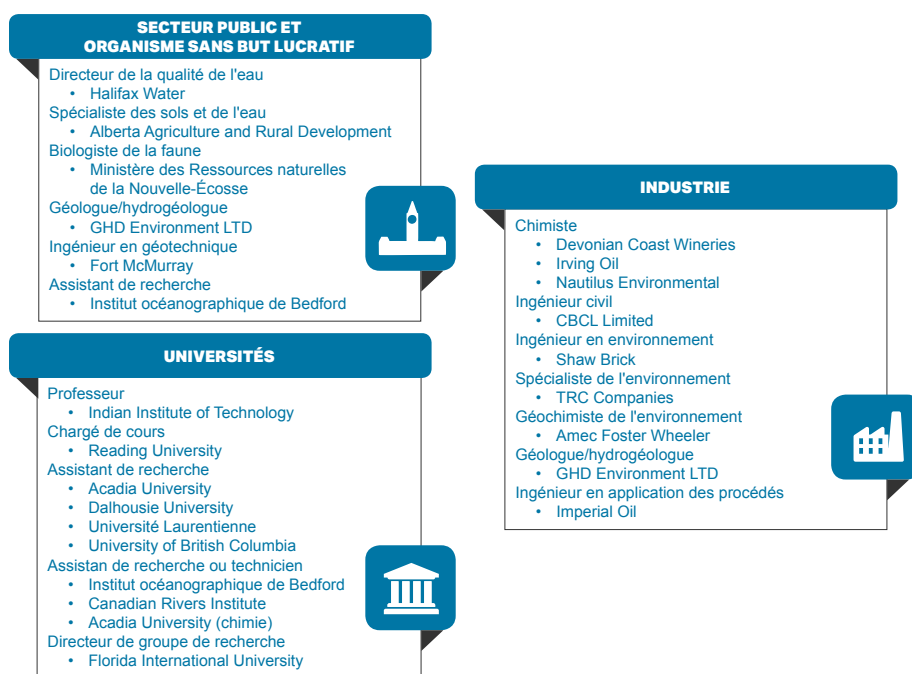 SECTEUR PUBLIC ET
ORGANISME SANS BUT LUCRATIF
Directeur de la qualité de l'eau
• Halifax Water
Spécialiste des sols et de l'eau
• Alberta Agriculture and Rural Development
Biologiste de la faune
• Ministère des Ressources naturelles
de la Nouvelle-Écosse
Géologue/hydrogéologue
• GHD Environment LTD
Ingénieur en géotechnique
• Fort McMurray
Assistant de recherche
• Institut océanographique de Bedford
UNIVERSITÉS
Professeur
• Indian Institute of Technology
Chargé de cours
• Reading University
Assistant de recherche
• Acadia University
• Dalhousie University
• Université Laurentienne
• University of British Columbia
Assistan de recherche ou technicien
• Institut océanographique de Bedford
• Canadian Rivers Institute
• Acadia University (chimie)
Directeur de groupe de recherche
• Florida International University
INDUSTRIE
Chimiste
• Devonian Coast Wineries
• Irving Oil
• Nautilus Environmental
Ingénieur civil
• CBCL Limited
Ingénieur en environnement
• Shaw Brick
Spécialiste de l'environnement
• TRC Companies
Géochimiste de l'environnement
• Amec Foster Wheeler
Géologue/hydrogéologue
• GHD Environment LTD
Ingénieur en application des procédés
• Imperial Oil